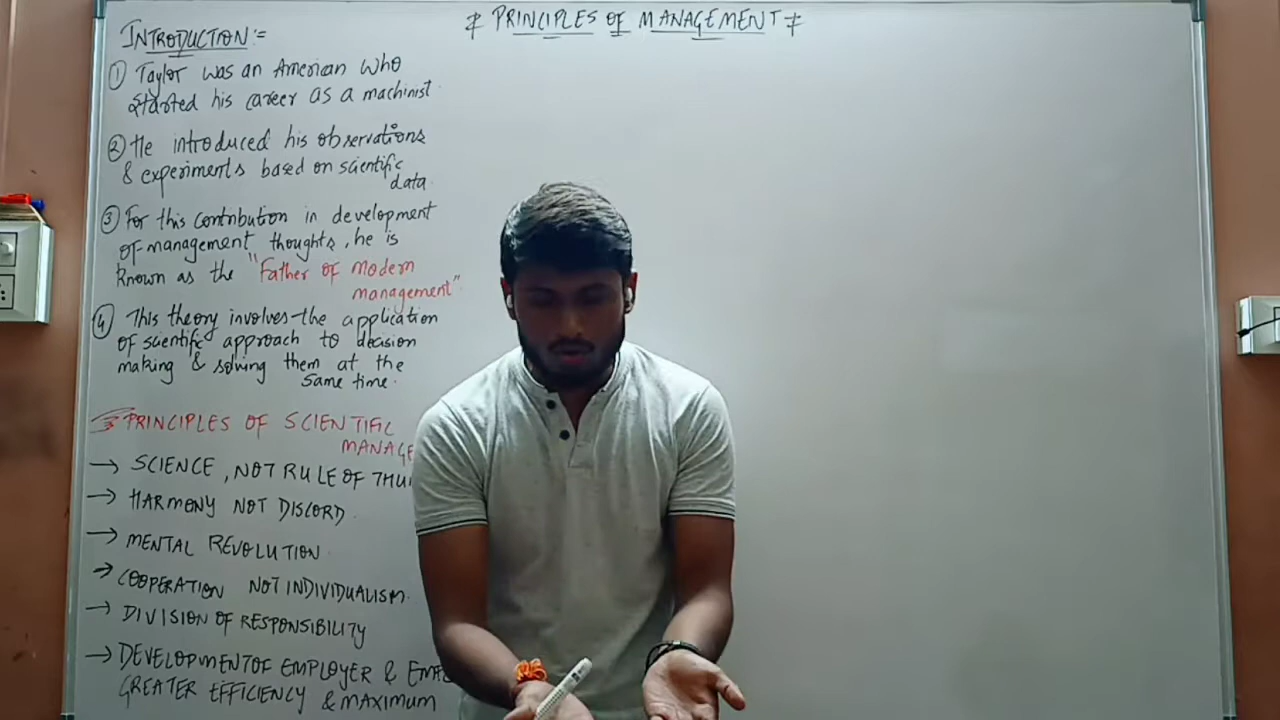 ≠ PRINCIPLES OF MANAGEMENT ≠
INTRODUCTION :=
① Taylor was an American who
started his career as a machinist.
② He introduced his observations
& experiments based on scientific
data.
③ For this contribution in development
of management thoughts, he is
known as the "Father of Modern
management"
④ This theory involves the application
of scientific approach to decision
making & solving them at the
same time.
PRINCIPLES OF SCIENTIFIC
MANAGE
→ SCIENCE, NOT RULE OF THU
→ HARMONY NOT DISCORD.
→ MENTAL REVOLUTION.
→ COOPERATION NOT INDIVIDUALISM.
→ DIVISION OF RESPONSIBILITY
→ DEVELOPMENT OF EMPLOYER & EMP
GREATER EFFICIENCY & MAXIMUM